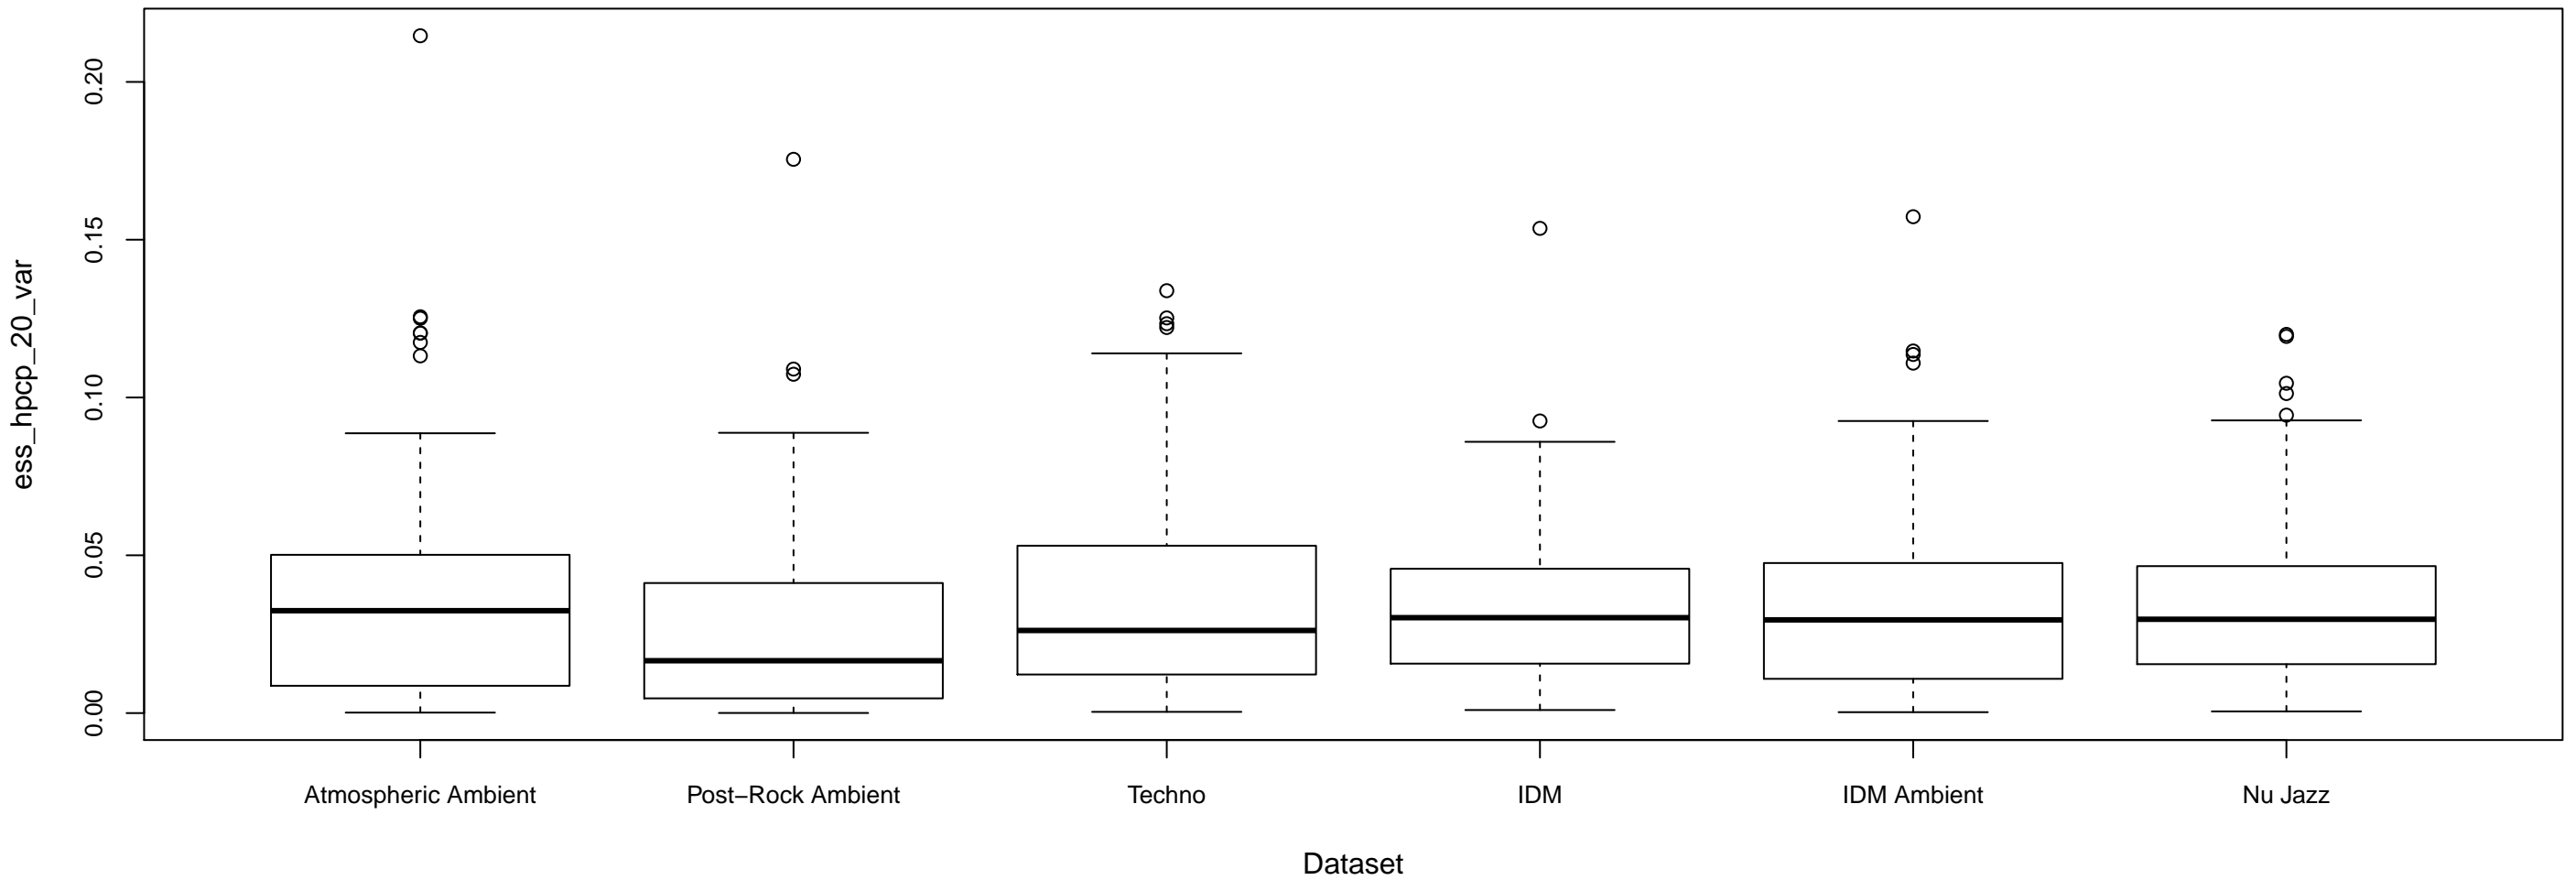 ess_hpcp_20_var
0.20
0.15
0.10
0.05
0.00
Atmospheric Ambient
Post−Rock Ambient
Techno
IDM
IDM Ambient
Nu Jazz
Dataset